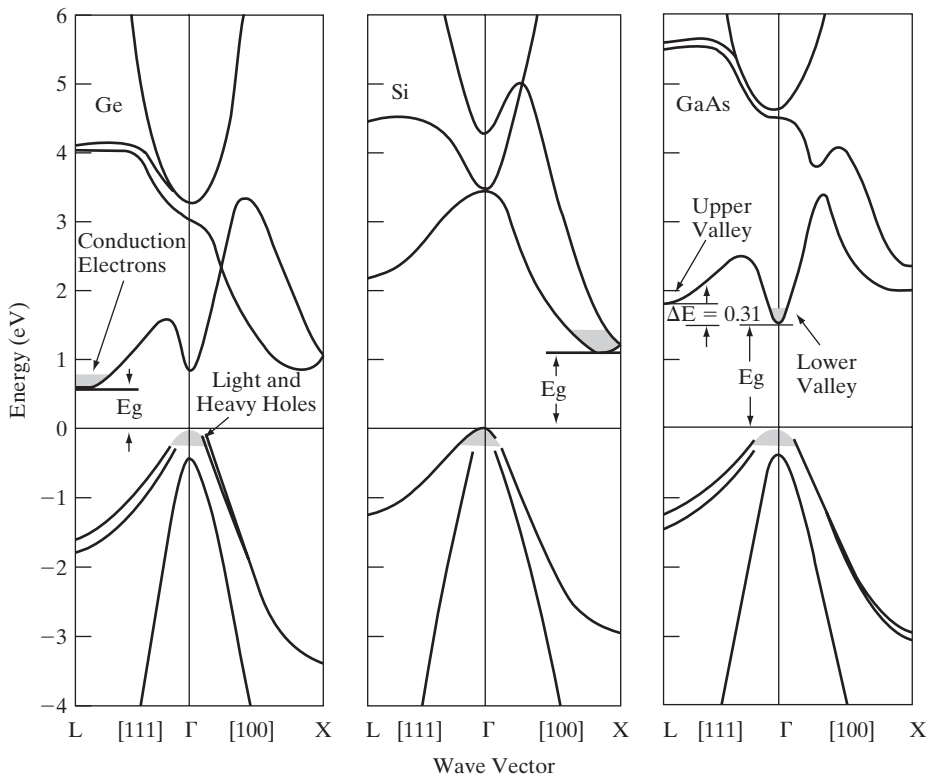 6
5
4
3
2
1
0
−1
−2
−3
−4
Energy (eV)
Ge
Conduction
Electrons
Eg
Light and
Heavy Holes
L [111] Γ [100] X
Si
Eg
L [111] Γ [100] X
GaAs
Upper
Valley
ΔE = 0.31
Eg
Lower
Valley
L [111] Γ [100] X
Wave Vector